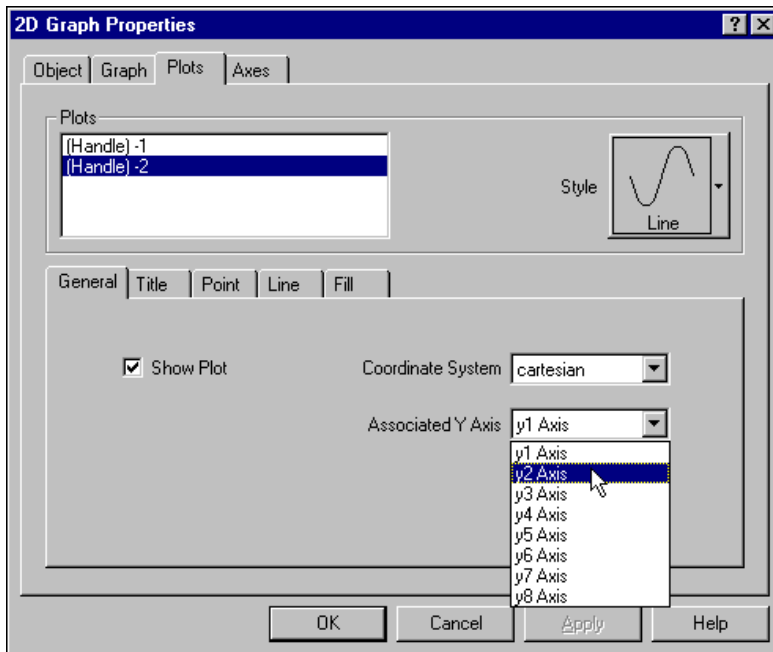 2D Graph Properties
Object Graph Plots Axes
Plots
(Handle) -1
(Handle) -2
Style
Line
General Title Point Line Fill
Show Plot
Coordinate System cartesian
Associated Y Axis y1 Axis
y1 Axis
y2 Axis
y3 Axis
y4 Axis
y5 Axis
y6 Axis
y7 Axis
y8 Axis
OK Cancel Apply Help